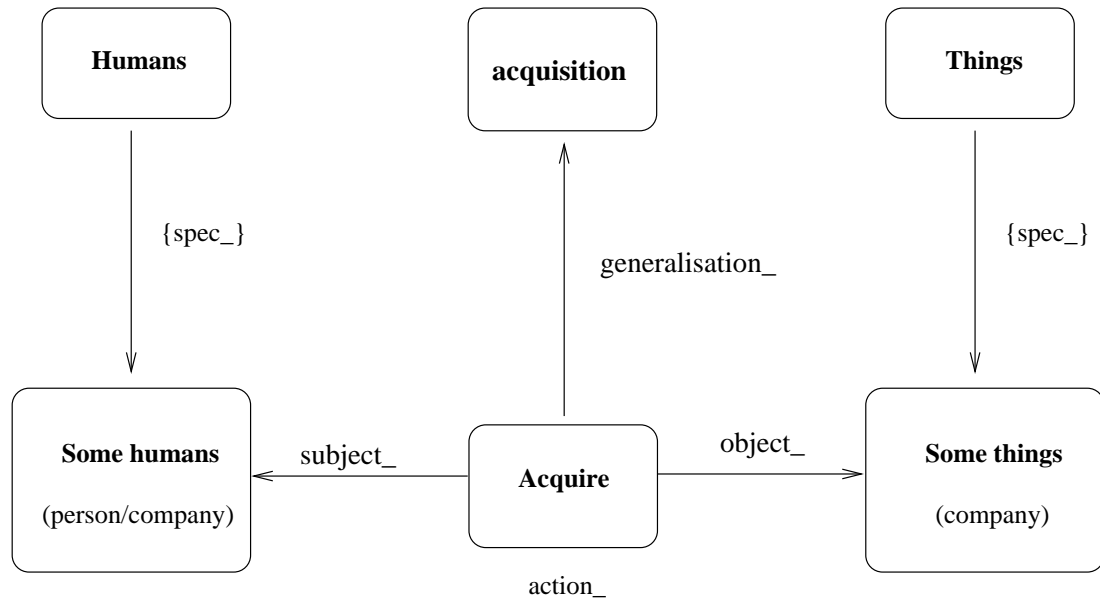 Humans
acquisition
Things
{spec_}
{spec_}
generalisation_
Some humans
(person/company)
subject_
Acquire
object_
Some things
(company)
action_